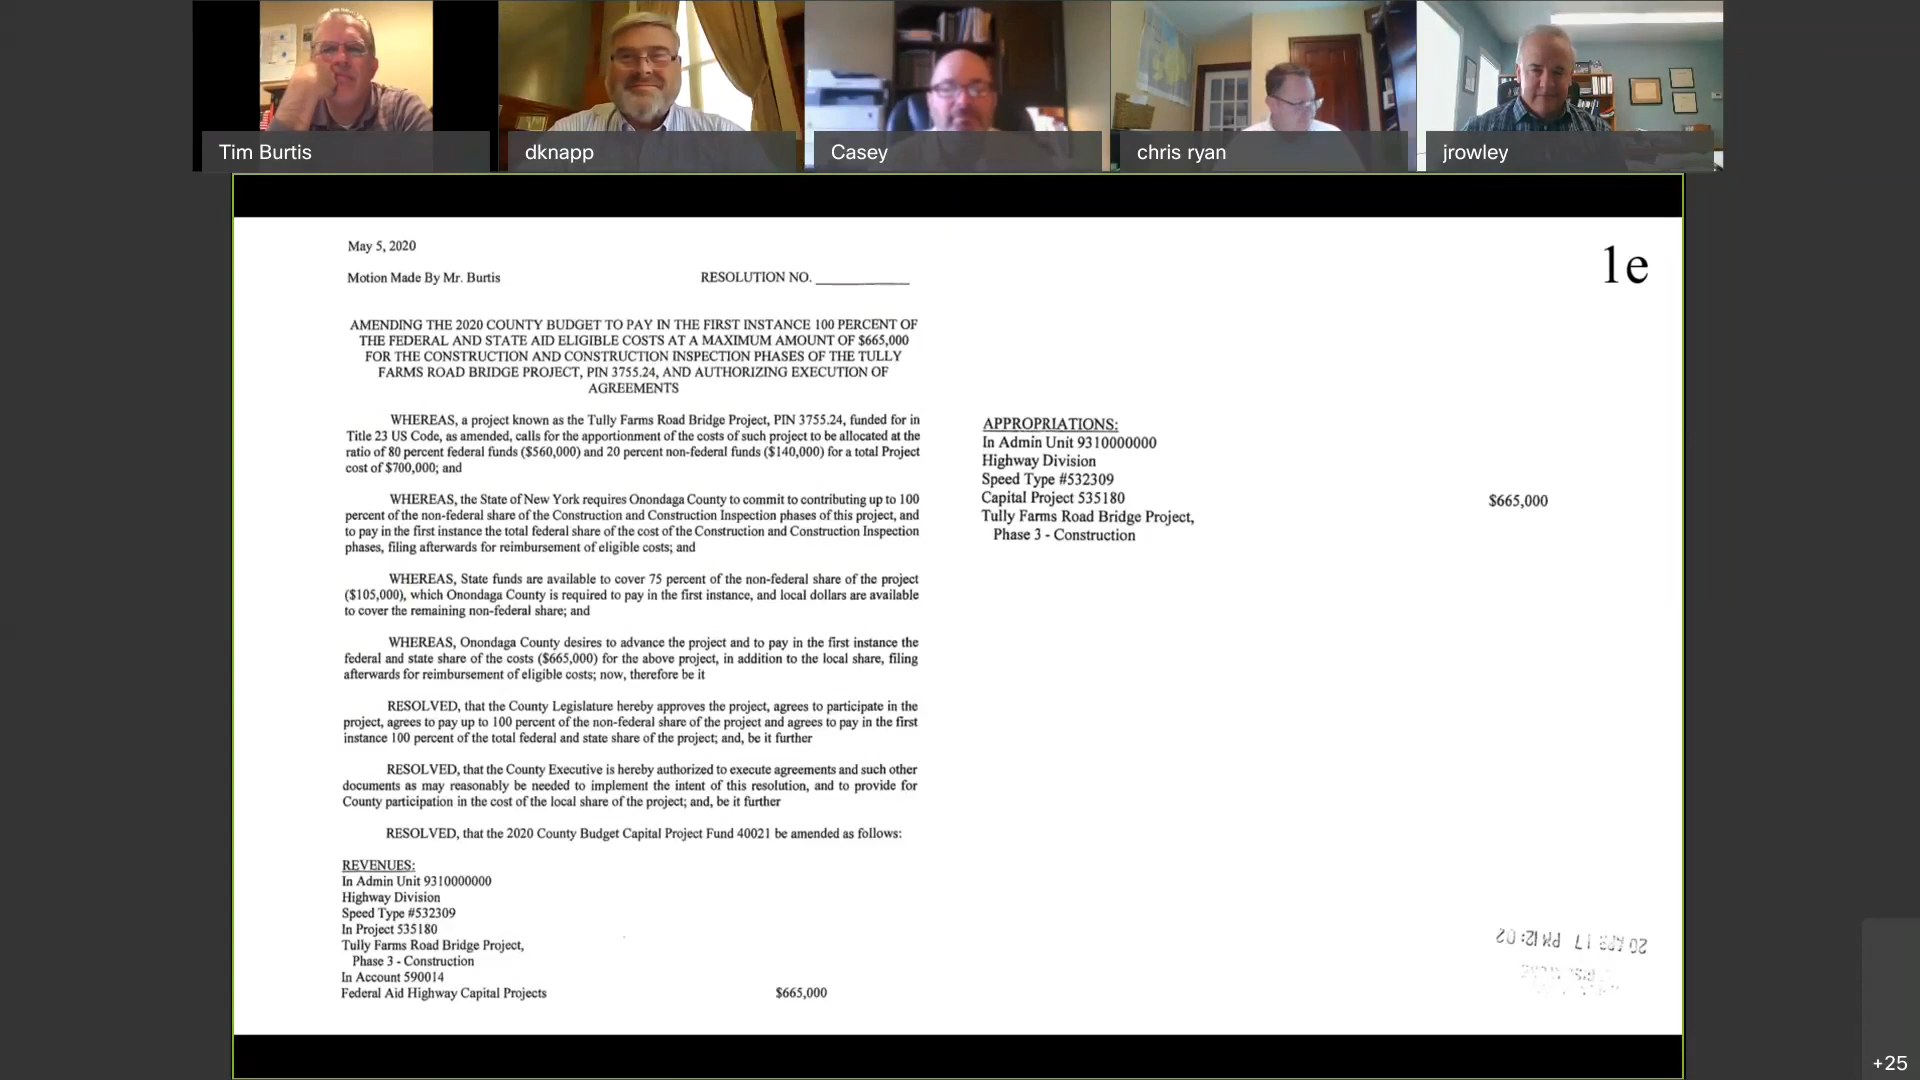 Tim Burtis
dknapp
Casey
chris ryan
jrowley
May 5, 2020
1e
Motion Made By Mr. Burtis
RESOLUTION NO. ______________
AMENDING THE 2020 COUNTY BUDGET TO PAY IN THE FIRST INSTANCE 100 PERCENT OF
THE FEDERAL AND STATE AID ELIGIBLE COSTS AT A MAXIMUM AMOUNT OF $665,000
FOR THE CONSTRUCTION AND CONSTRUCTION INSPECTION PHASES OF THE TULLY
FARMS ROAD BRIDGE PROJECT, PIN 3755.24, AND AUTHORIZING EXECUTION OF
AGREEMENTS
WHEREAS, a project known as the Tully Farms Road Bridge Project, PIN 3755.24, funded for in
Title 23 US Code, as amended, calls for the apportionment of the costs of such project to be allocated at the
ratio of 80 percent federal funds ($560,000) and 20 percent non-federal funds ($140,000) for a total Project
cost of $700,000; and
WHEREAS, the State of New York requires Onondaga County to commit to contributing up to 100
percent of the non-federal share of the Construction and Construction Inspection phases of this project, and
to pay in the first instance the total federal share of the cost of the Construction and Construction Inspection
phases, filing afterwards for reimbursement of eligible costs; and
WHEREAS, State funds are available to cover 75 percent of the non-federal share of the project
($105,000), which Onondaga County is required to pay in the first instance, and local dollars are available
to cover the remaining non-federal share; and
WHEREAS, Onondaga County desires to advance the project and to pay in the first instance the
federal and state share of the costs ($665,000) for the above project, in addition to the local share, filing
afterwards for reimbursement of eligible costs; now, therefore be it
RESOLVED, that the County Legislature hereby approves the project, agrees to participate in the
project, agrees to pay up to 100 percent of the non-federal share of the project and agrees to pay in the first
instance 100 percent of the total federal and state share of the project; and, be it further
RESOLVED, that the County Executive is hereby authorized to execute agreements and such other
documents as may reasonably be needed to implement the intent of this resolution, and to provide for
County participation in the cost of the local share of the project; and, be it further
RESOLVED, that the 2020 County Budget Capital Project Fund 40021 be amended as follows:
REVENUES:
In Admin Unit 9310000000
Highway Division
Speed Type #532309
In Project 535180
Tully Farms Road Bridge Project,
Phase 3 - Construction
In Account 590014
Federal Aid Highway Capital Projects
$665,000
APPROPRIATIONS:
In Admin Unit 9310000000
Highway Division
Speed Type #532309
Capital Project 535180
$665,000
Tully Farms Road Bridge Project,
Phase 3 - Construction
20 APR 17 PM 12:02
+25